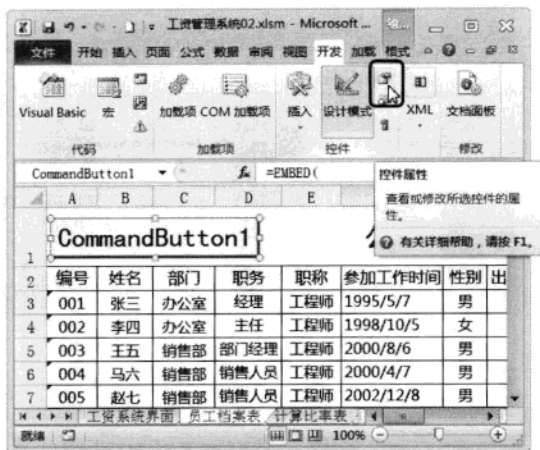 工资管理系统02.xlsm - Microsoft ...
文件 开始 插入 页面 公式 数据 审阅 视图 开发 加载 格式
Visual Basic 宏 加载项 COM 加载项 插入 设计模式 XML 文档面板
代码 加载项 控件 修改
CommandButton1 fx =EMBED(
控件属性
查看或修改所选控件的属性。
有关详细帮助，请按 F1。
A B C D E
1 CommandButton1
2 编号 姓名 部门 职务 职称 参加工作时间 性别 出
3 001 张三 办公室 经理 工程师 1995/5/7 男
4 002 李四 办公室 主任 工程师 1998/10/5 女
5 003 王五 销售部 部门经理 工程师 2000/8/6 男
6 004 马六 销售部 销售人员 工程师 2000/4/7 男
7 005 赵七 销售部 销售人员 工程师 2002/12/8 男
工资系统界面 员工档案表 计算比率表
就绪 100%